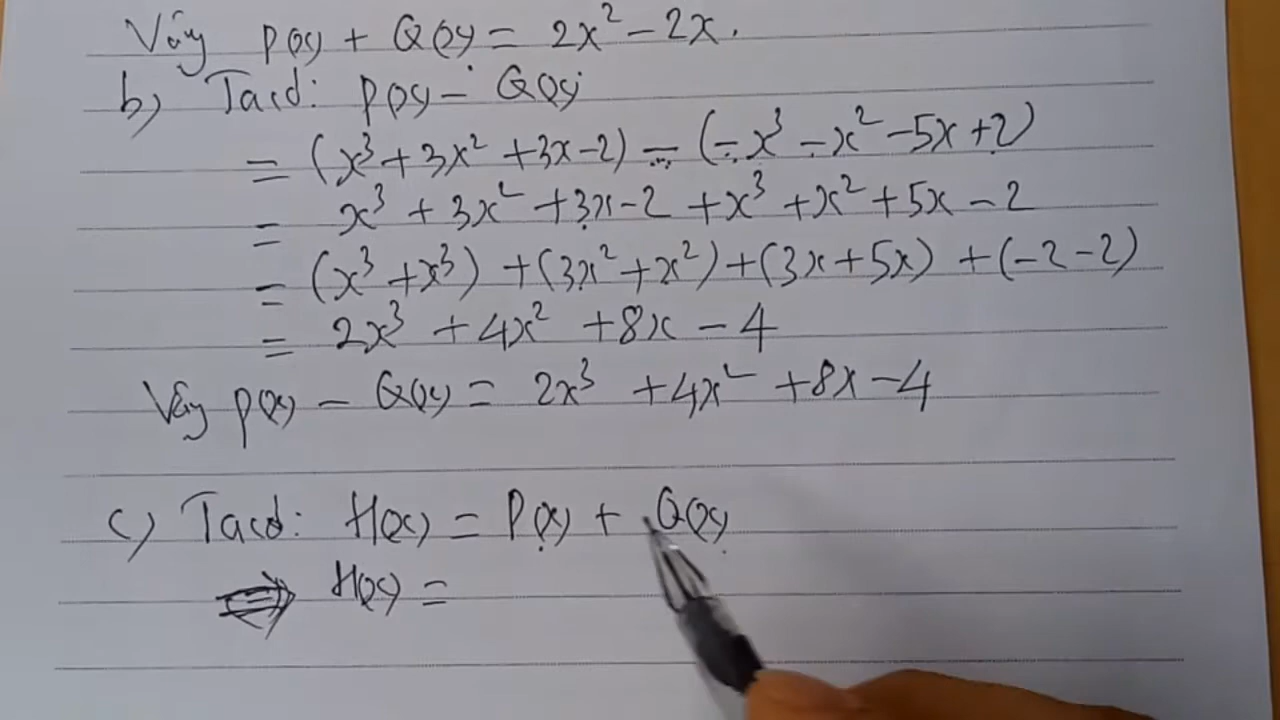 Vậy P(x) + Q(x) = 2x² - 2x.
b) Ta có: P(x) - Q(x)
= (x³ + 3x² + 3x - 2) - (-x³ - x² - 5x + 2)
= x³ + 3x² + 3x - 2 + x³ + x² + 5x - 2
= (x³ + x³) + (3x² + x²) + (3x + 5x) + (-2 - 2)
= 2x³ + 4x² + 8x - 4
Vậy P(x) - Q(x) = 2x³ + 4x² + 8x - 4
c) Ta có: H(x) = P(x) + Q(x)
⇒ H(x) =